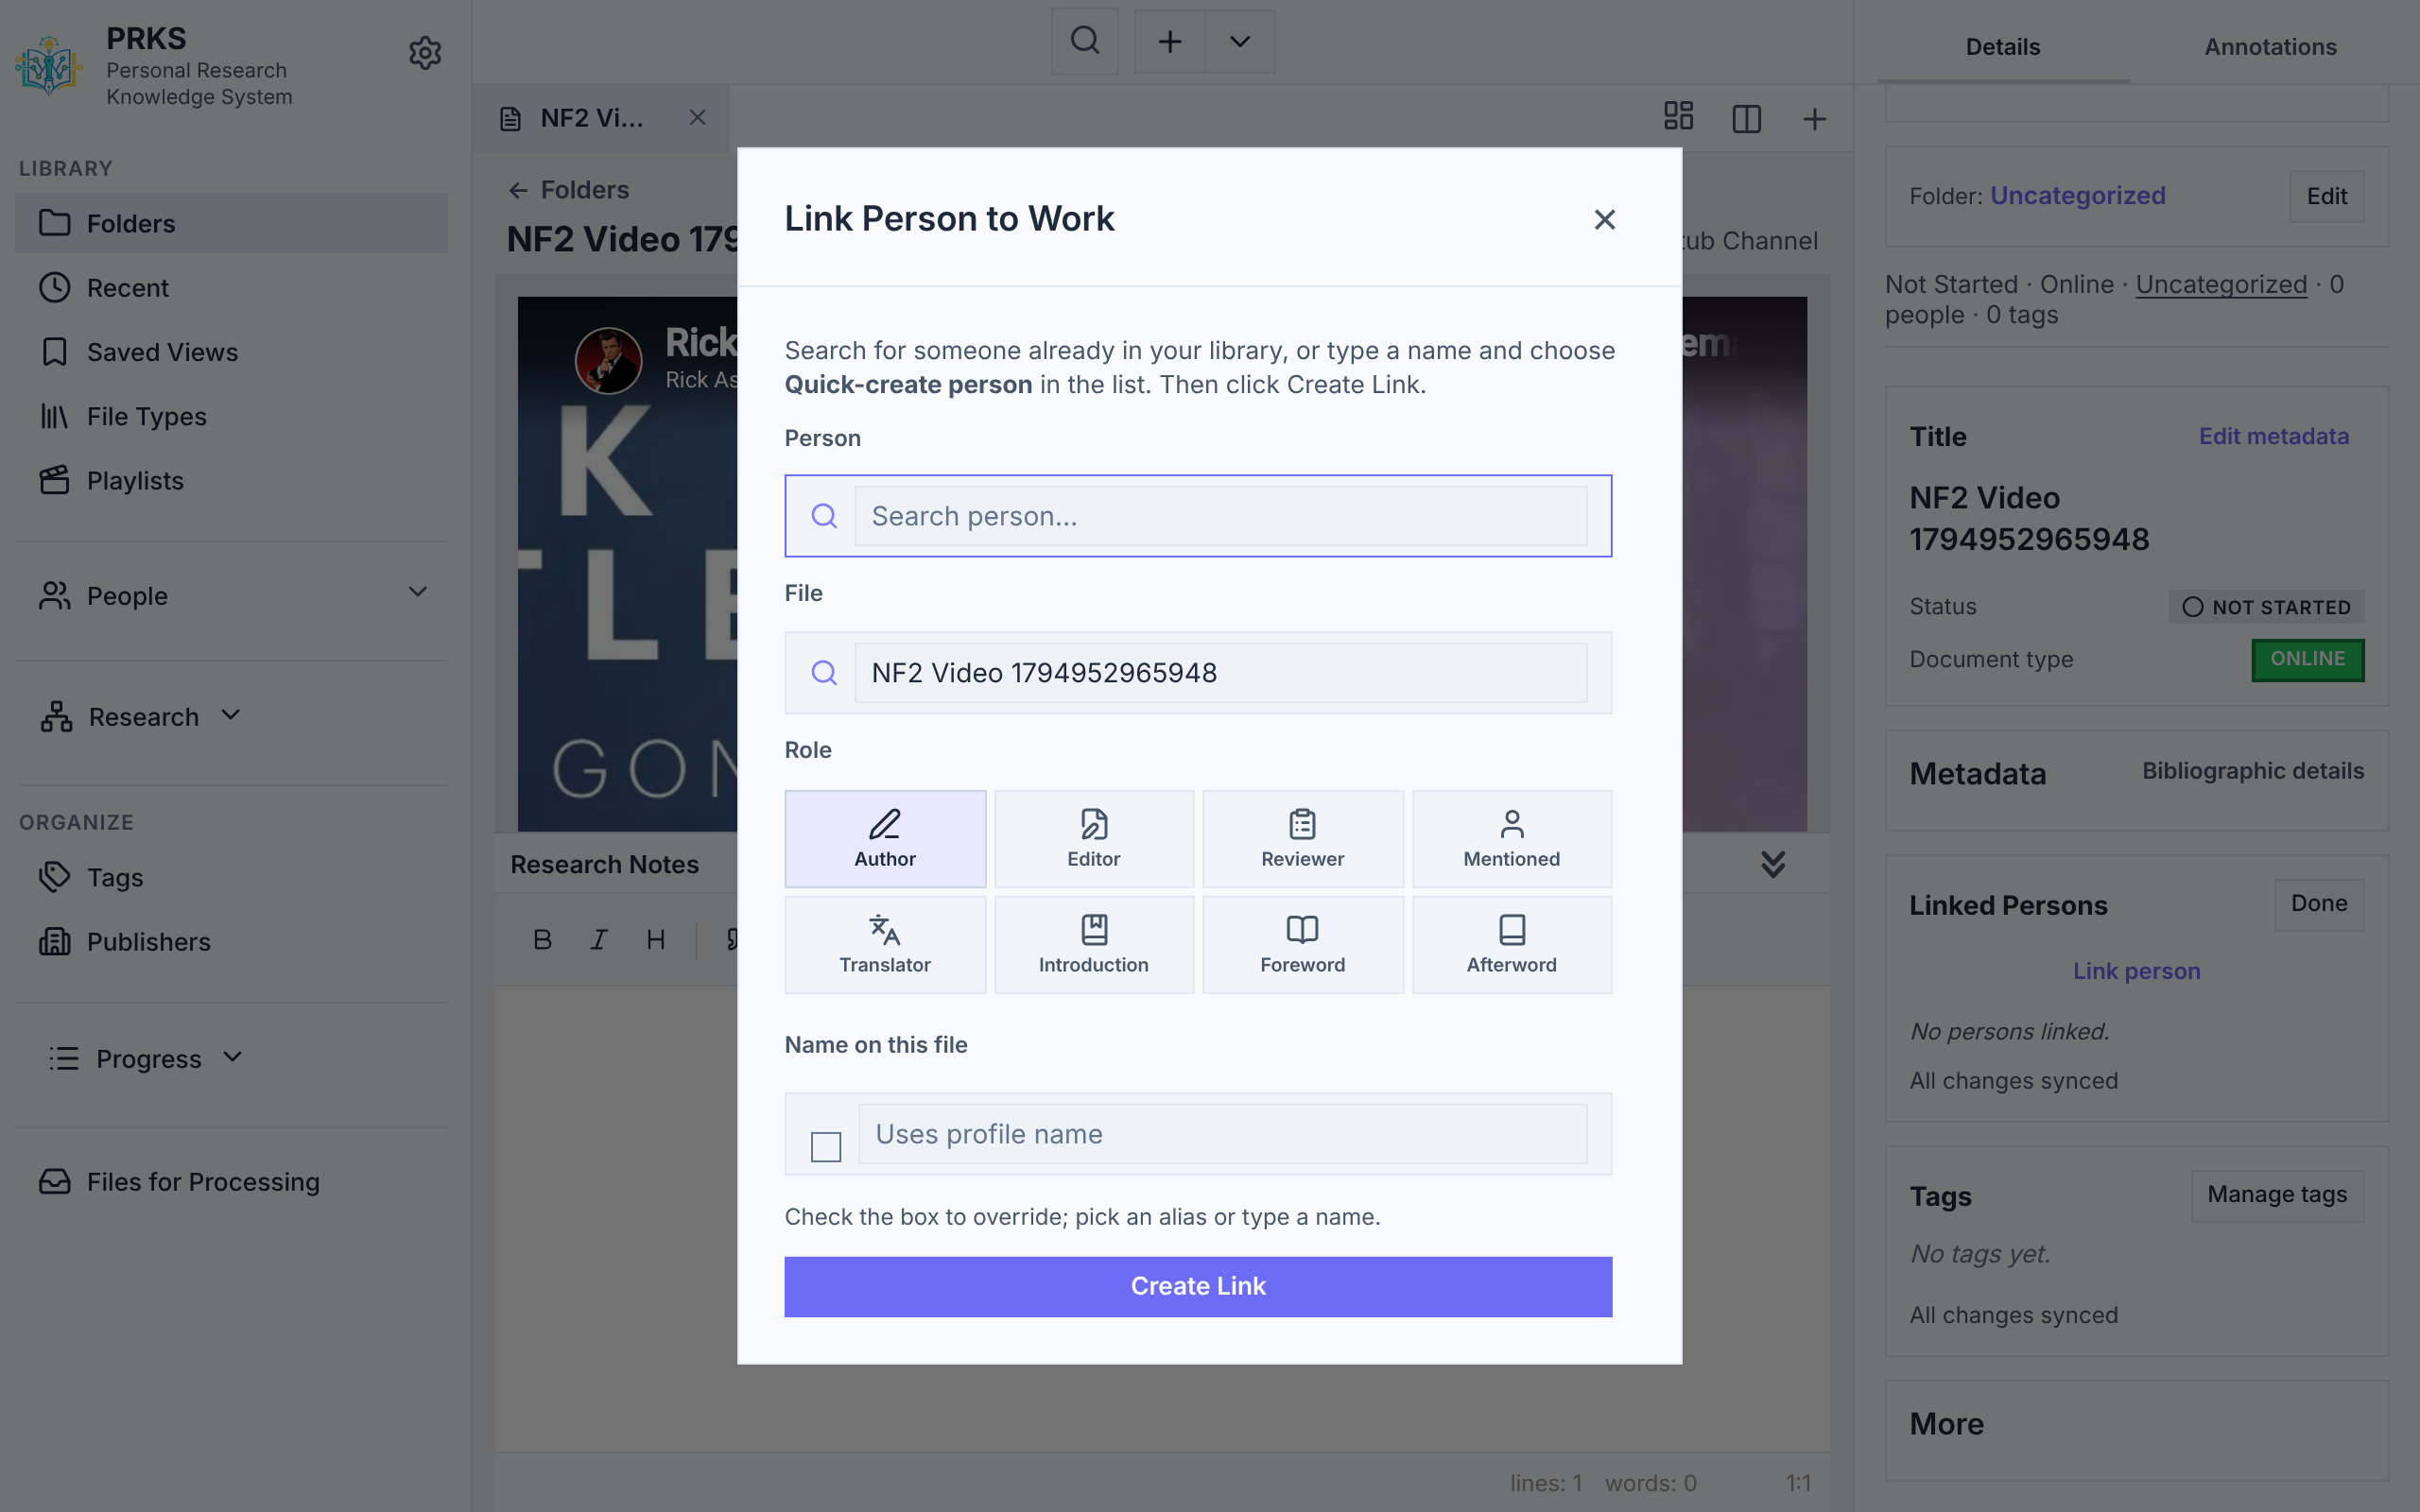 PRKS
Personal Research
Knowledge System
LIBRARY
Folders
Recent
Saved Views
File Types
Playlists
People
Research
ORGANIZE
Tags
Publishers
Progress
Files for Processing
NF2 Vi...
Folders
NF2 Video 179
ub Channel
Rick
Rick As
K
TLE
GON
Research Notes
B I H
lines: 1 words: 0 1:1
Link Person to Work
Search for someone already in your library, or type a name and choose
Quick-create person in the list. Then click Create Link.
Person
Search person...
File
NF2 Video 1794952965948
Role
Author
Editor
Reviewer
Mentioned
Translator
Introduction
Foreword
Afterword
Name on this file
Uses profile name
Check the box to override; pick an alias or type a name.
Create Link
Details
Annotations
Folder: Uncategorized
Edit
Not Started · Online · Uncategorized · 0
people · 0 tags
Title
Edit metadata
NF2 Video
1794952965948
Status
NOT STARTED
Document type
ONLINE
Metadata
Bibliographic details
Linked Persons
Done
Link person
No persons linked.
All changes synced
Tags
Manage tags
No tags yet.
All changes synced
More